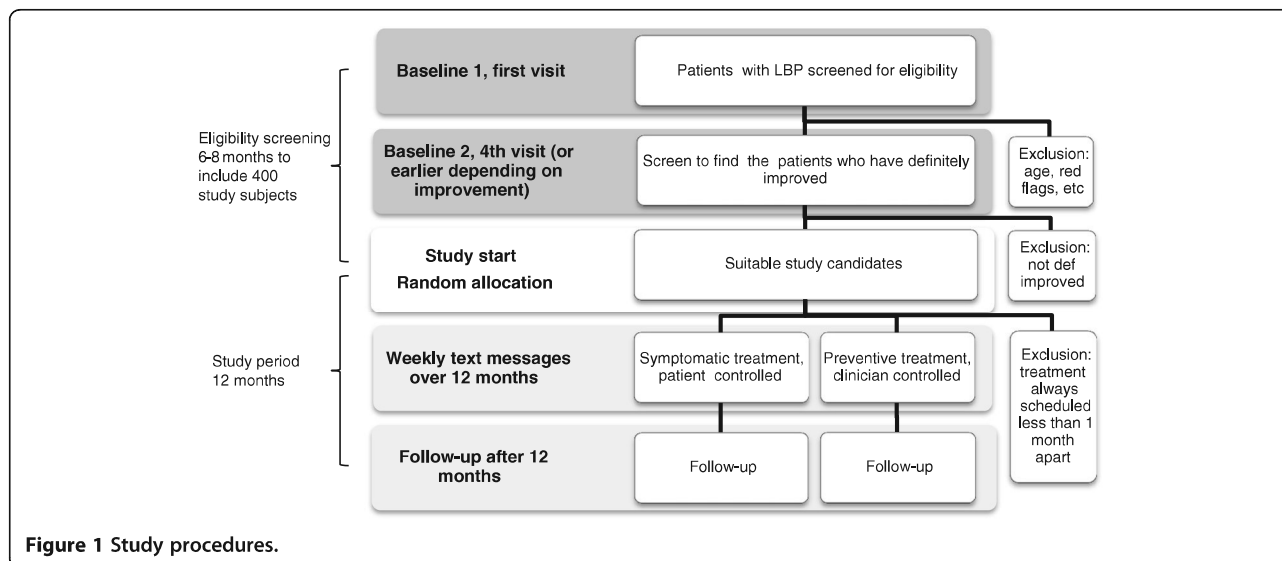 Baseline 1, first visit
Patients with LBP screened for eligibility
Eligibility screening
6-8 months to
include 400
study subjects
Baseline 2, 4th visit (or
earlier depending on
improvement)
Screen to find the patients who have definitely
improved
Exclusion:
age, red
flags, etc
Study start
Random allocation
Suitable study candidates
Exclusion:
not def
improved
Study period
12 months
Weekly text messages
over 12 months
Symptomatic treatment,
patient controlled
Preventive treatment,
clinician controlled
Exclusion:
treatment
always
scheduled
less than 1
month
apart
Follow-up after 12
months
Follow-up
Follow-up
Figure 1 Study procedures.